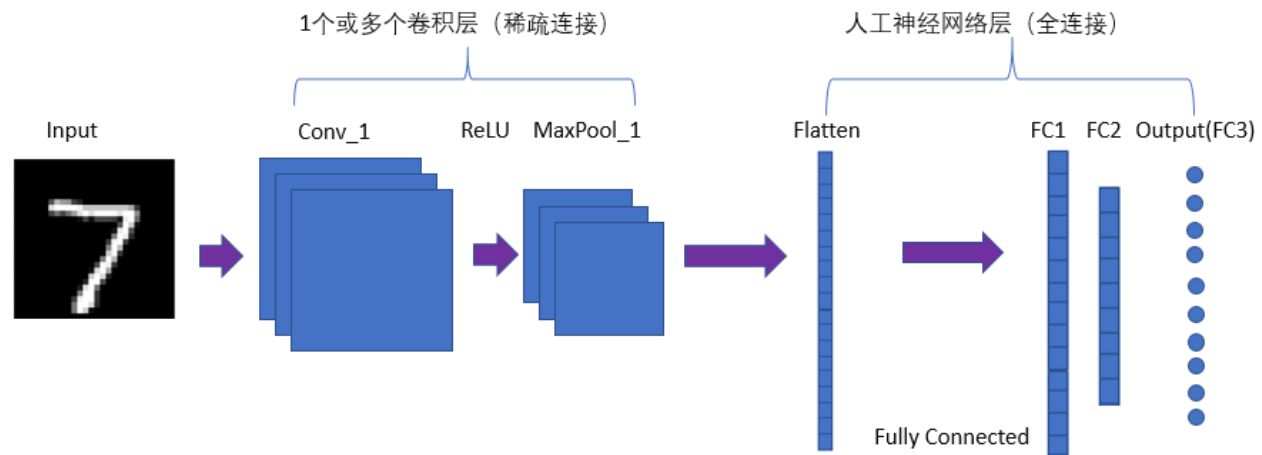 1个或多个卷积层（稀疏连接）
人工神经网络层（全连接）
Input
Conv_1
ReLU
MaxPool_1
Flatten
FC1
FC2
Output(FC3)
Fully Connected